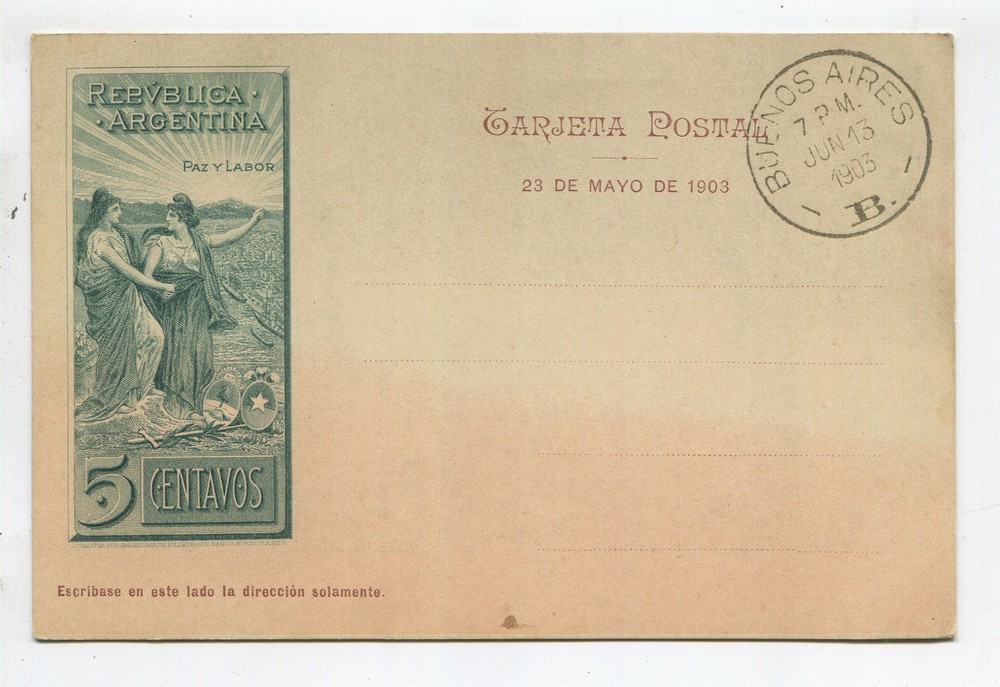 REPÚBLICA ·
· ARGENTINA
PAZ Y LABOR
5 CENTAVOS
TARJETA POSTAL
23 DE MAYO DE 1903
BUENOS AIRES
7 P.M.
JUN 13
1903
B.
Escríbase en este lado la dirección solamente.